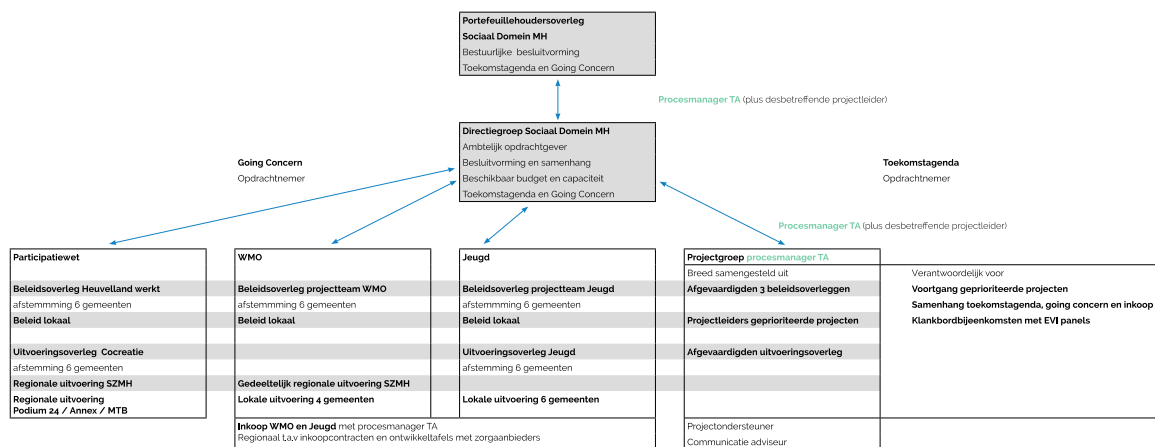 Portefeuillehoudersoverleg
Sociaal Domein MH
Bestuurlijke besluitvorming
Toekomstagenda en Going Concern
Procesmanager TA (plus desbetreffende projectleider)
Directiegroep Sociaal Domein MH
Ambtelijk opdrachtgever
Besluitvorming en samenhang
Beschikbaar budget en capaciteit
Toekomstagenda en Going Concern
Going Concern
Opdrachtnemer
Toekomstagenda
Opdrachtnemer
Procesmanager TA (plus desbetreffende projectleider)
Participatiewet
Beleidsoverleg Heuvelland werkt
afstemmming 6 gemeenten
Beleid lokaal
Uitvoeringsoverleg Cocreatie
afstemming 6 gemeenten
Regionale uitvoering SZMH
Regionale uitvoering
Podium 24 / Annex / MTB
WMO
Beleidsoverleg projectteam WMO
afstemmming 6 gemeenten
Beleid lokaal
Gedeeltelijk regionale uitvoering SZMH
Lokale uitvoering 4 gemeenten
Jeugd
Beleidsoverleg projectteam Jeugd
afstemmming 6 gemeenten
Beleid lokaal
Uitvoeringsoverleg Jeugd
afstemming 6 gemeenten
Lokale uitvoering 6 gemeenten
Inkoop WMO en Jeugd met procesmanager TA
Regionaal t.a.v inkoopcontracten en ontwikkeltafels met zorgaanbieders
Projectgroep procesmanager TA
Breed samengesteld uit
Afgevaardigden 3 beleidsoverleggen
Projectleiders geprioriteerde projecten
Afgevaardigden uitvoeringsoverleg
Projectondersteuner
Communicatie adviseur
Verantwoordelijk voor
Voortgang geprioriteerde projecten
Samenhang toekomstagenda, going concern en inkoop
Klankbordbijeenkomsten met EVI panels